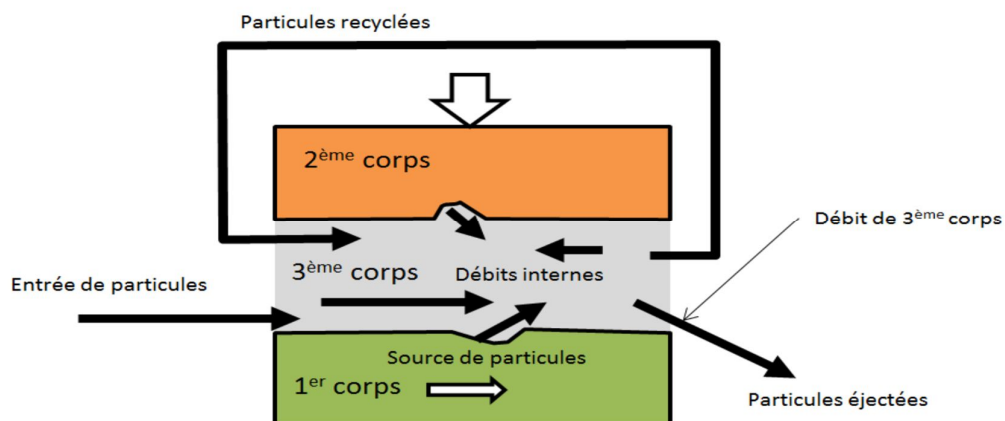 Particules recyclées
2ème corps
Débit de 3ème corps
3ème corps
Débits internes
Entrée de particules
Source de particules
1er corps
Particules éjectées